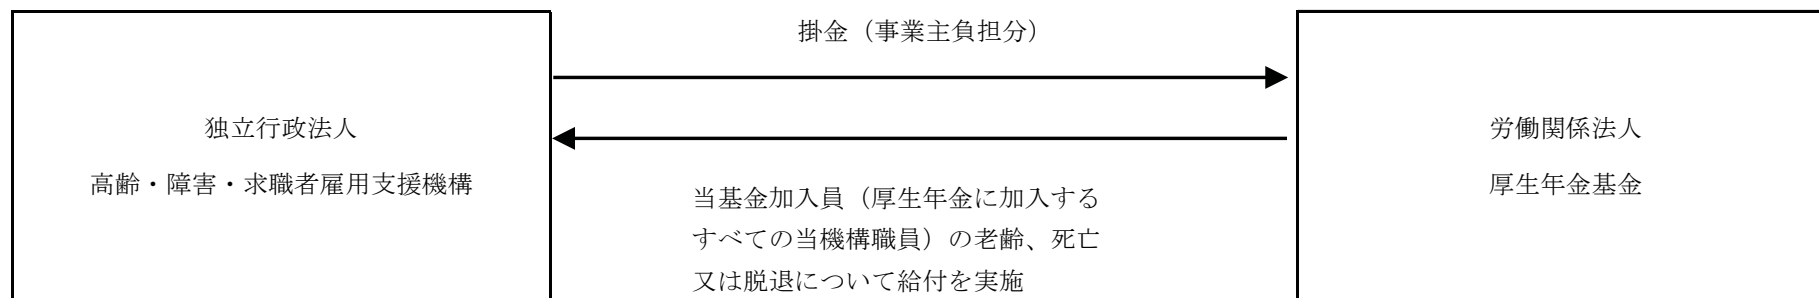 掛金（事業主負担分）
独立行政法人
高齢・障害・求職者雇用支援機構
労働関係法人
厚生年金基金
当基金加入員（厚生年金に加入する
すべての当機構職員）の老齢、死亡
又は脱退について給付を実施